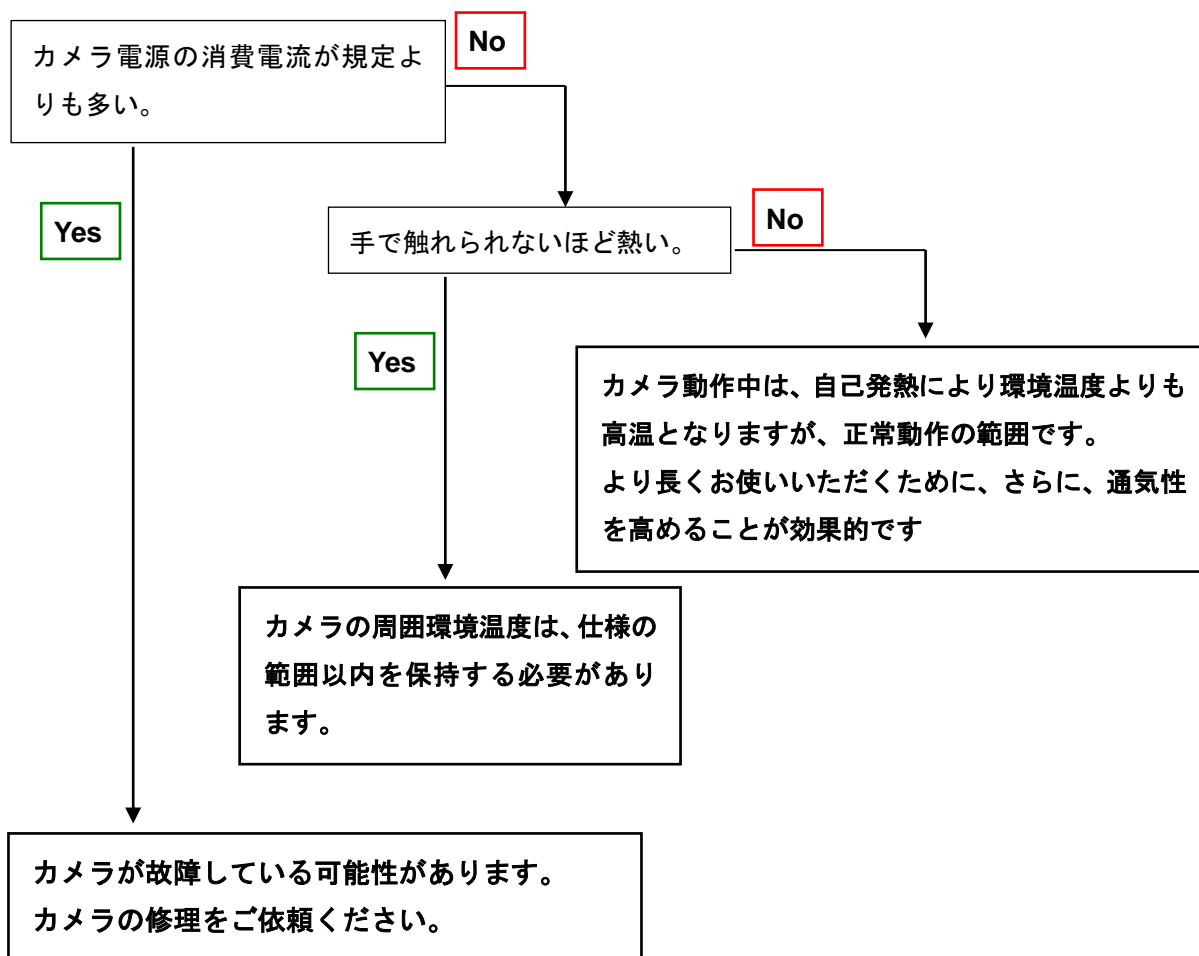 カメラ電源の消費電流が規定よ
りも多い。
No
Yes
手で触れられないほど熱い。
No
Yes
カメラ動作中は、自己発熱により環境温度よりも
高温となりますが、正常動作の範囲です。
より長くお使いいただくために、さらに、通気性
を高めることが効果的です
カメラの周囲環境温度は、仕様の
範囲以内を保持する必要があり
ます。
カメラが故障している可能性があります。
カメラの修理をご依頼ください。